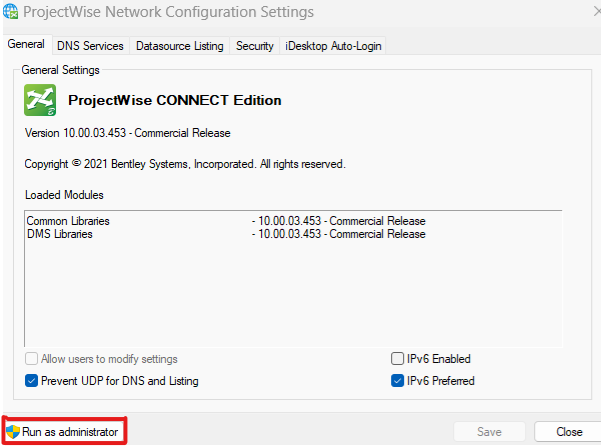 ProjectWise Network Configuration Settings
General DNS Services Datasource Listing Security iDesktop Auto-Login
General Settings
ProjectWise CONNECT Edition
Version 10.00.03.453 - Commercial Release
Copyright © 2021 Bentley Systems, Incorporated. All rights reserved.
Loaded Modules
Common Libraries - 10.00.03.453 - Commercial Release
DMS Libraries - 10.00.03.453 - Commercial Release
Allow users to modify settings IPv6 Enabled
Prevent UDP for DNS and Listing IPv6 Preferred
Run as administrator Save Close